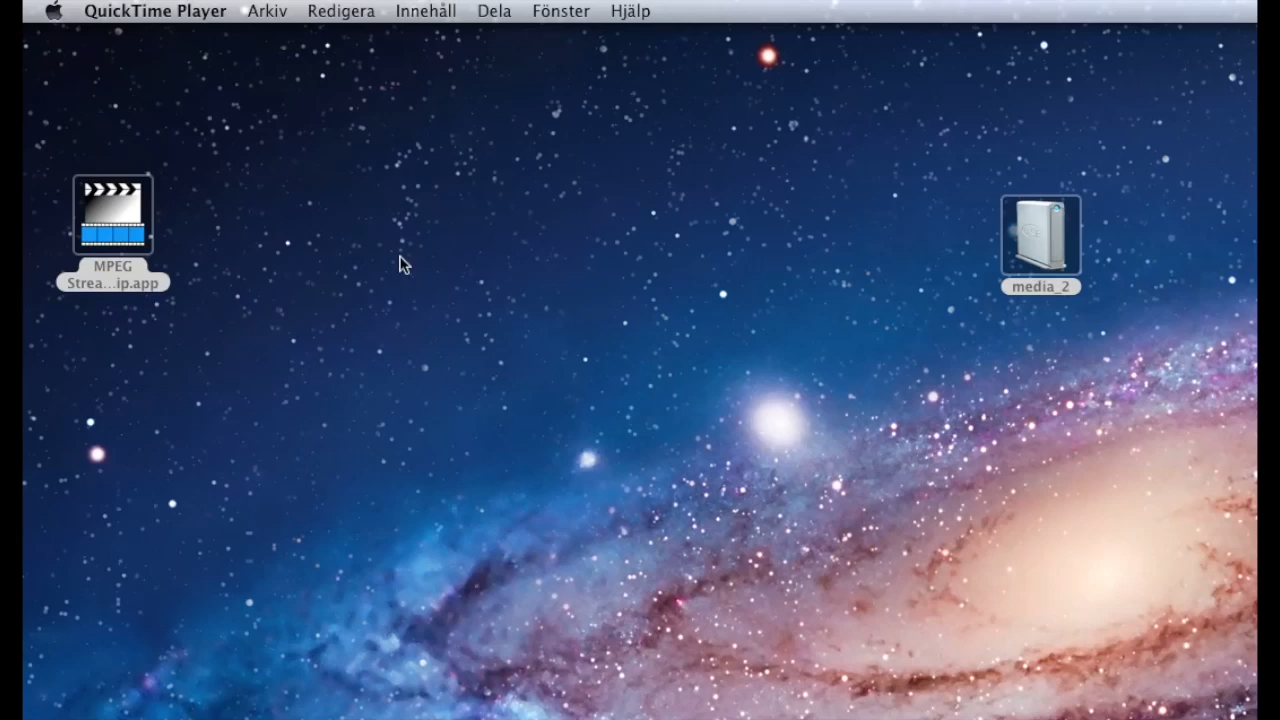 QuickTime Player Arkiv Redigera Innehåll Dela Fönster Hjälp
MPEG
Strea...ip.app
media_2